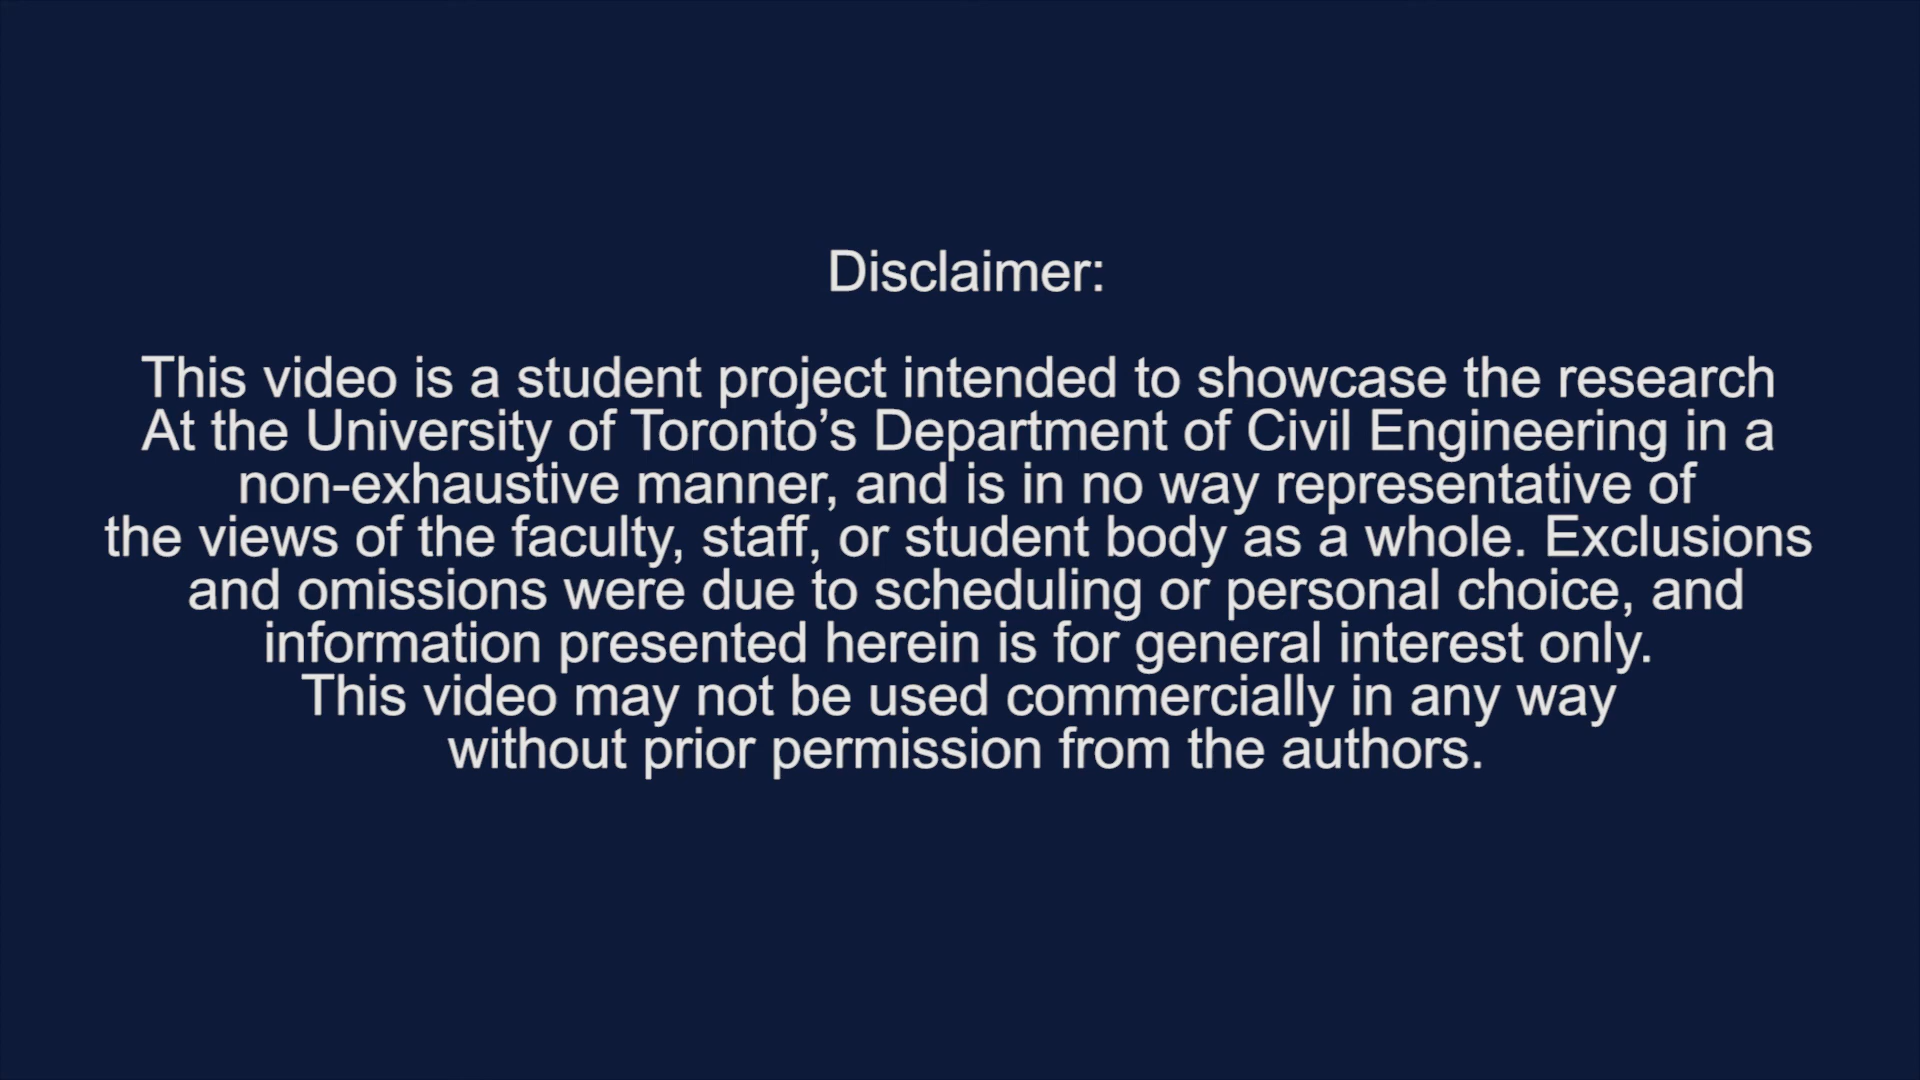 Disclaimer:
This video is a student project intended to showcase the research
At the University of Toronto’s Department of Civil Engineering in a
non-exhaustive manner, and is in no way representative of
the views of the faculty, staff, or student body as a whole. Exclusions
and omissions were due to scheduling or personal choice, and
information presented herein is for general interest only.
This video may not be used commercially in any way
without prior permission from the authors.